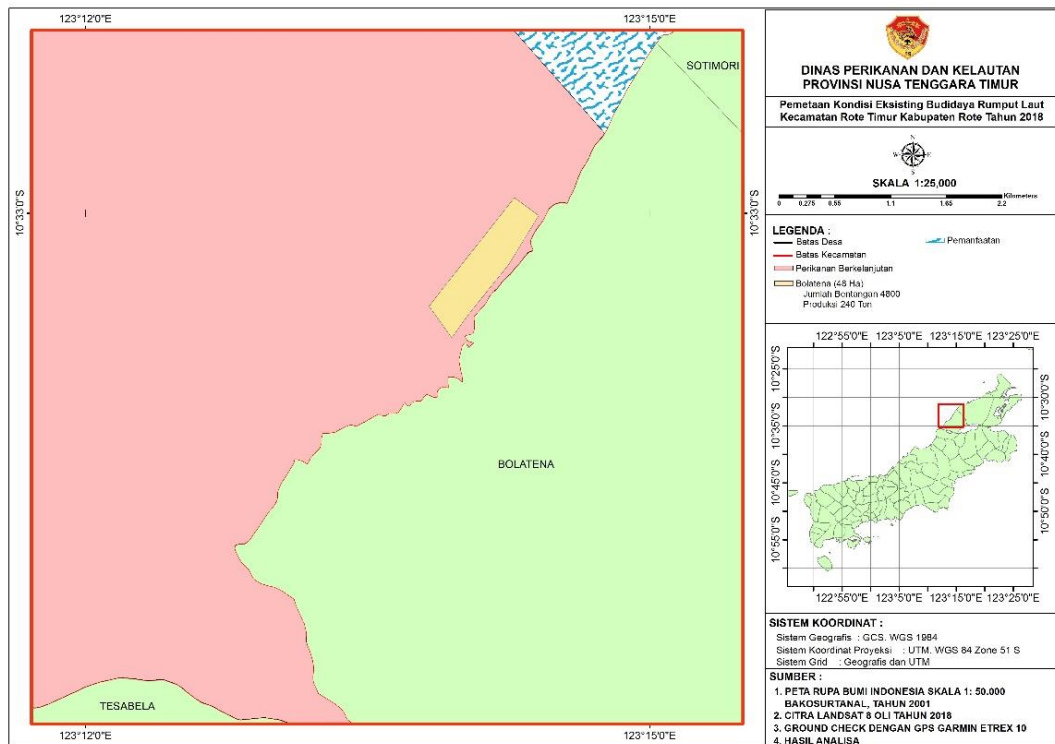 123°12'0"E
123°15'0"E
SOTIMORI
10°33'0"S
10°33'0"S
BOLATENA
TESABELA
123°12'0"E
123°15'0"E
DINAS PERIKANAN DAN KELAUTAN
PROVINSI NUSA TENGGARA TIMUR
Pemetaan Kondisi Eksisting Budidaya Rumput Laut
Kecamatan Rote Timur Kabupaten Rote Tahun 2018
N
W E
S
SKALA 1:25,000
Kilometers
0 0.275 0.55 1.1 1.65 2.2
LEGENDA :
Batas Desa
Pemanfaatan
Batas Kecamatan
Perikanan Berkelanjutan
Bolatena (48 Ha)
Jumlah Bentangan 4800
Produksi 240 Ton
122°55'0"E 123°5'0"E 123°15'0"E 123°25'0"E
10°25'0"S
10°30'0"S
10°35'0"S
10°40'0"S
10°45'0"S
10°50'0"S
10°55'0"S
122°55'0"E 123°5'0"E 123°15'0"E 123°25'0"E
SISTEM KOORDINAT :
Sistem Geografis : GCS. WGS 1984
Sistem Koordinat Proyeksi : UTM. WGS 84 Zone 51 S
Sistem Grid : Geografis dan UTM
SUMBER :
1. PETA RUPA BUMI INDONESIA SKALA 1: 50.000
BAKOSURTANAL, TAHUN 2001
2. CITRA LANDSAT 8 OLI TAHUN 2018
3. GROUND CHECK DENGAN GPS GARMIN ETREX 10
4. HASIL ANALISA